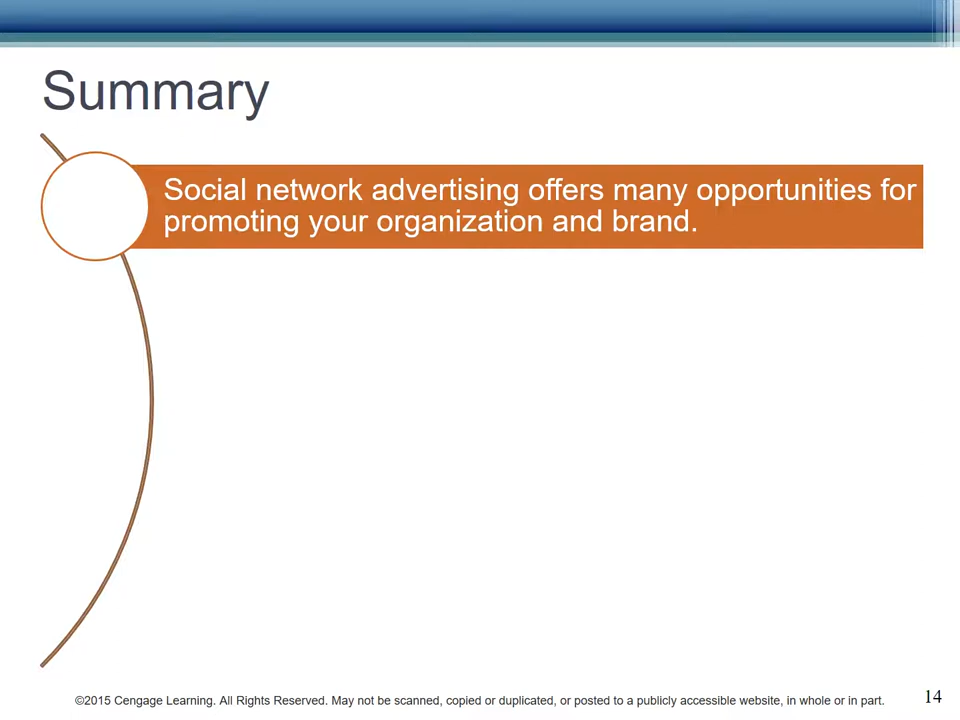 Summary
Social network advertising offers many opportunities for
promoting your organization and brand.
©2015 Cengage Learning. All Rights Reserved. May not be scanned, copied or duplicated, or posted to a publicly accessible website, in whole or in part.
14